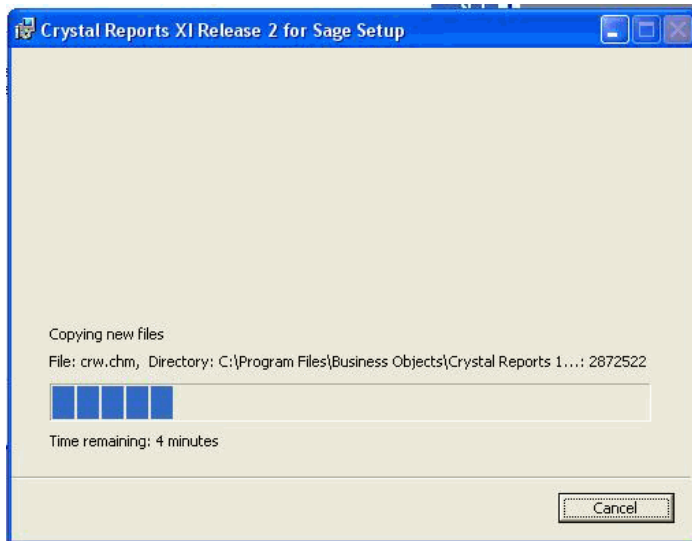 Crystal Reports XI Release 2 for Sage Setup
Copying new files
File: crw.chm, Directory: C:\Program Files\Business Objects\Crystal Reports 1...: 2872522
Time remaining: 4 minutes
Cancel